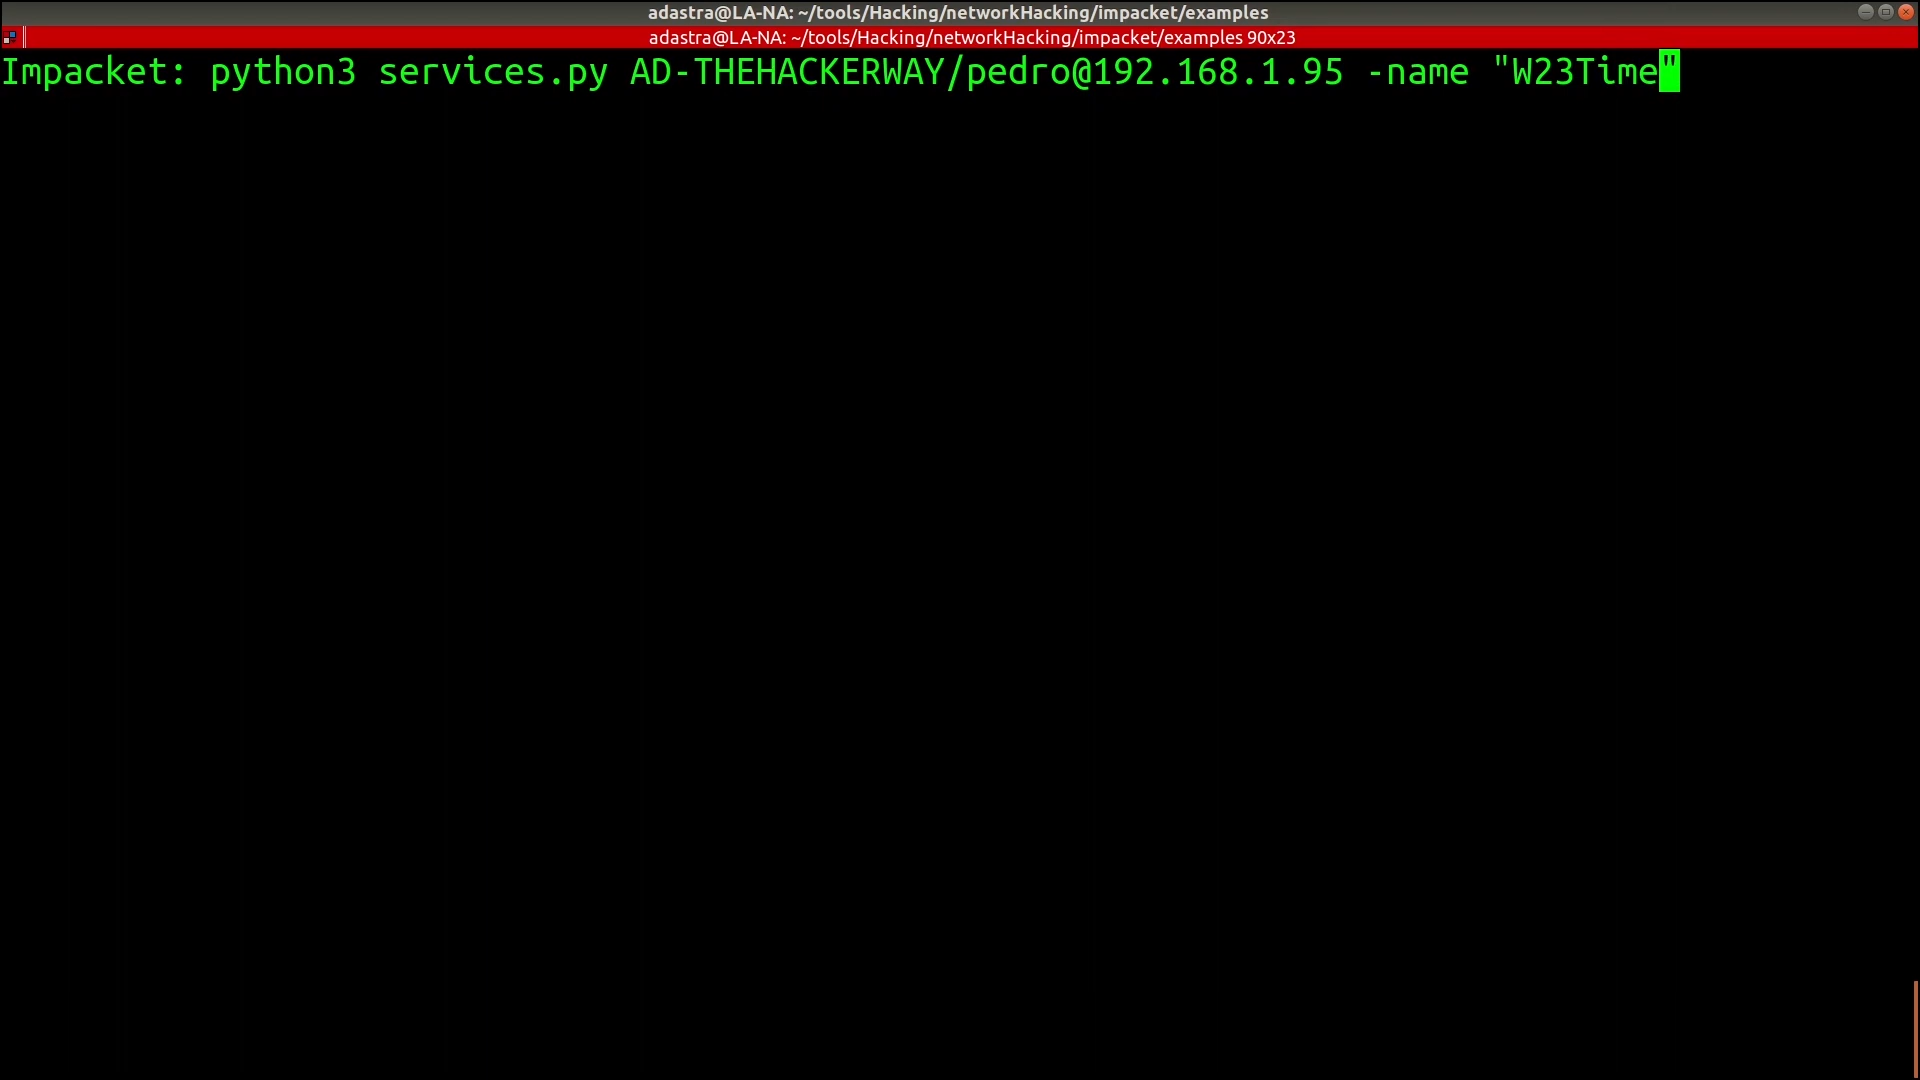 adastra@LA-NA: ~/tools/Hacking/networkHacking/impacket/examples
adastra@LA-NA: ~/tools/Hacking/networkHacking/impacket/examples 90x23
Impacket: python3 services.py AD-THEHACKERWAY/pedro@192.168.1.95 -name "W23Time"